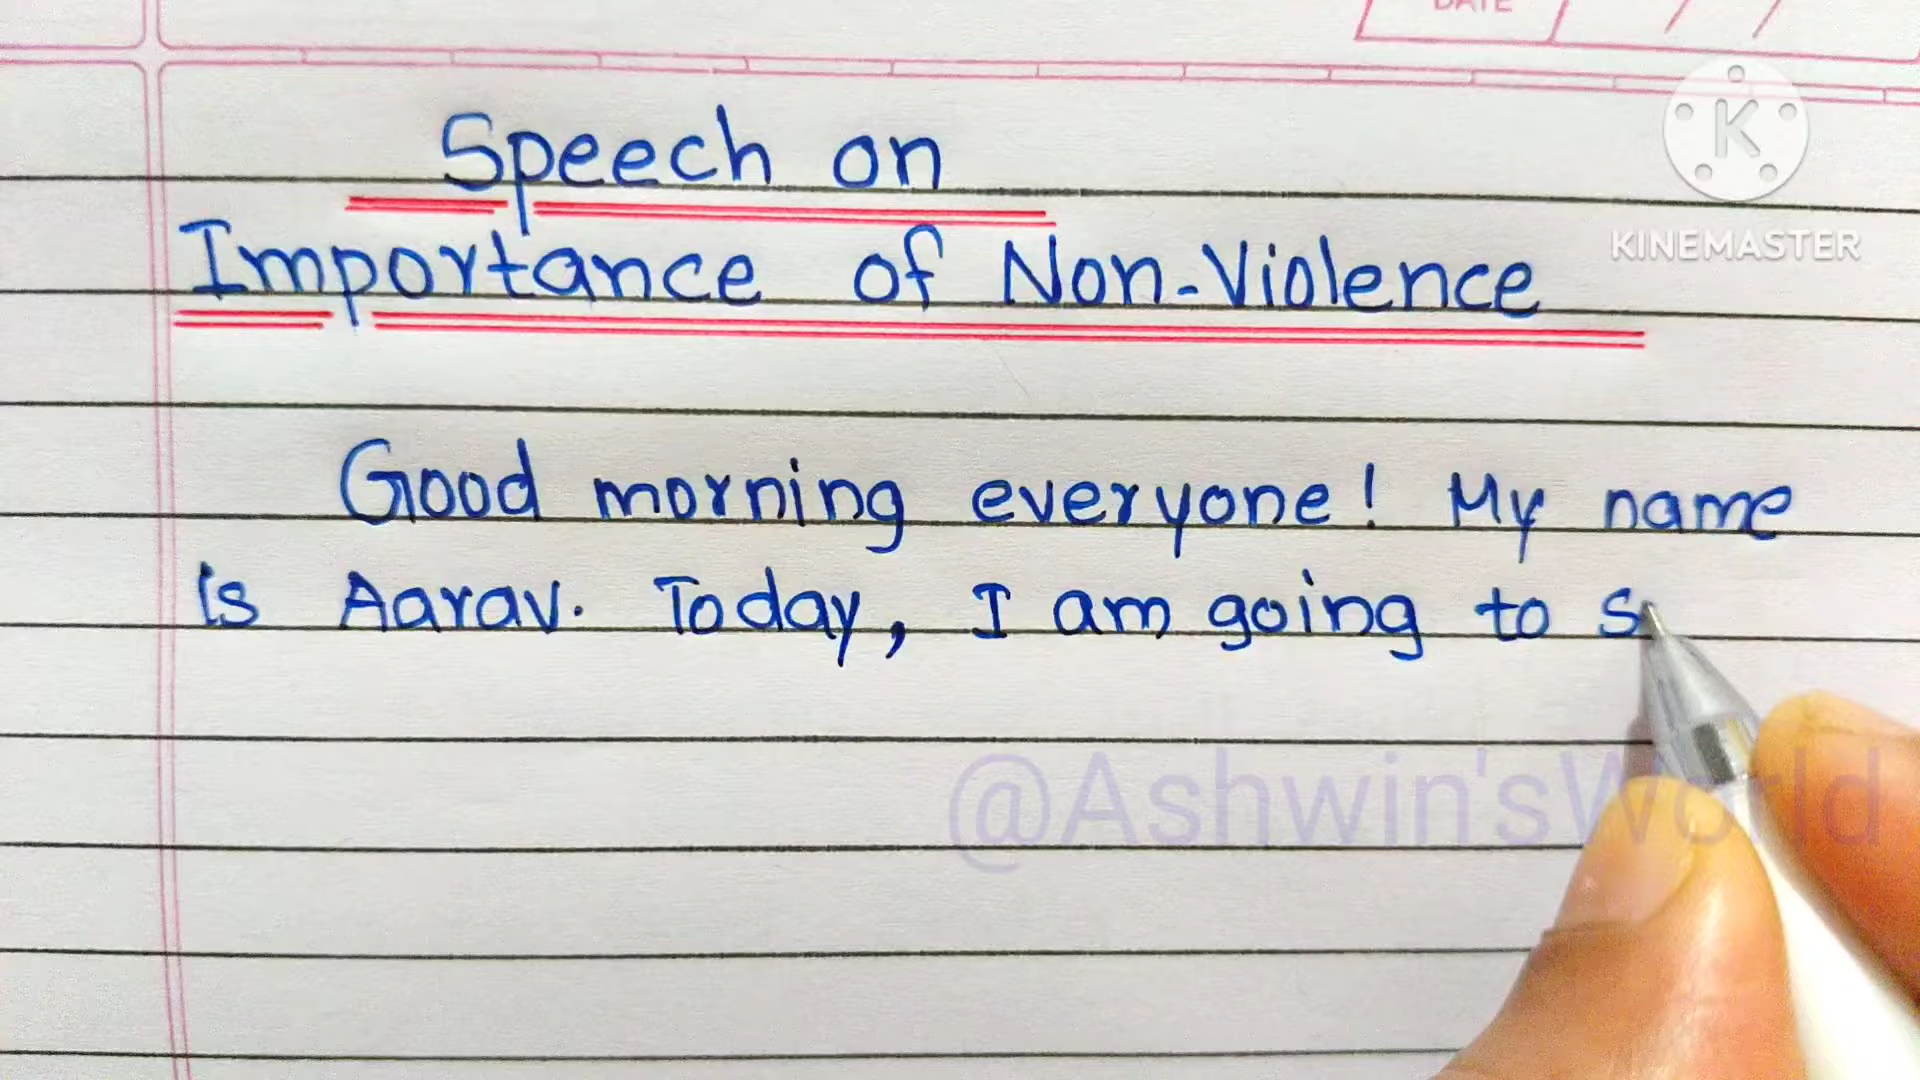 DATE
K
KINEMASTER
Speech on
Importance of Non-Violence
Good morning everyone! My name
is Aarav. Today, I am going to s
@Ashwin'sWorld